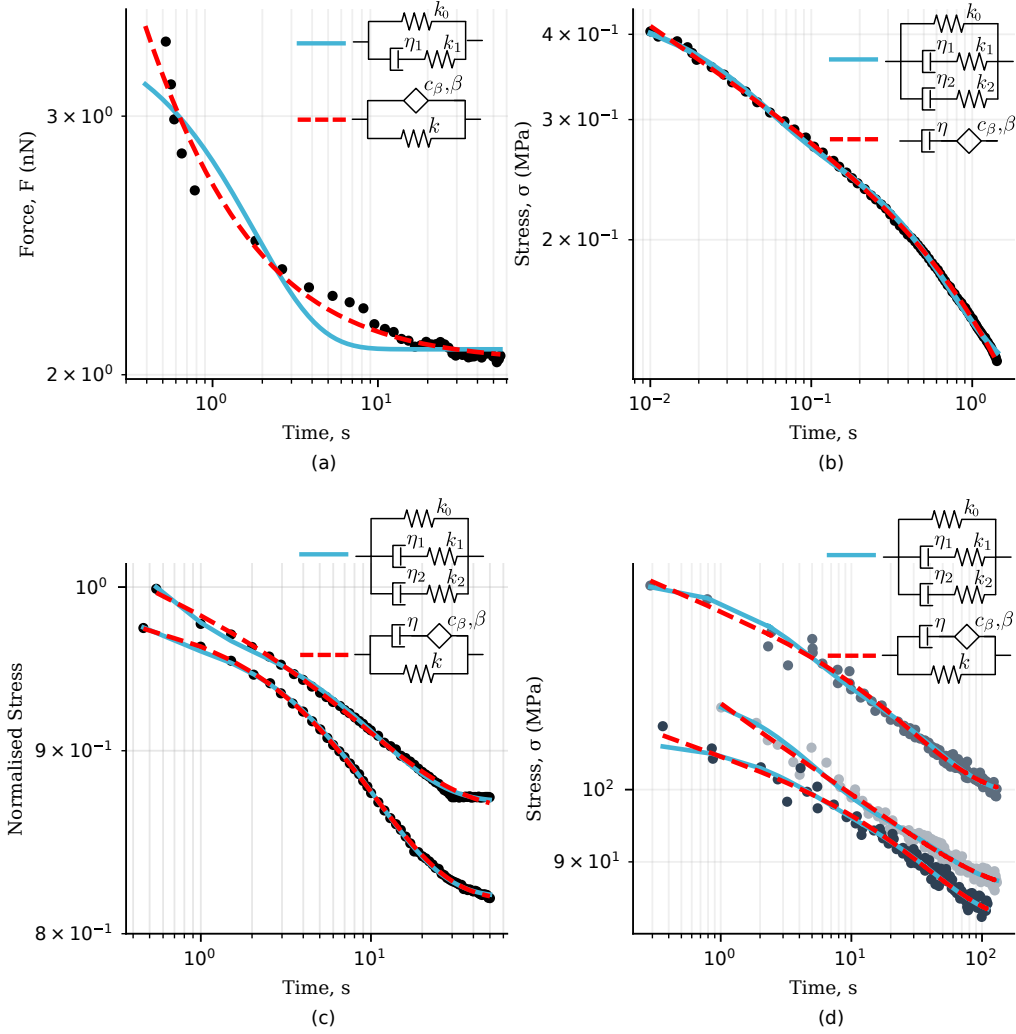 k₀
η₁
k₁
c_β,β
k
3 × 10⁰
2 × 10⁰
Force, F (nN)
10⁰
10¹
Time, s
(a)
k₀
η₁
k₁
η₂
k₂
η
c_β,β
4 × 10⁻¹
3 × 10⁻¹
2 × 10⁻¹
Stress, σ (MPa)
10⁻²
10⁻¹
10⁰
Time, s
(b)
k₀
η₁
k₁
η₂
k₂
η
c_β,β
k
10⁰
9 × 10⁻¹
8 × 10⁻¹
Normalised Stress
10⁰
10¹
Time, s
(c)
k₀
η₁
k₁
η₂
k₂
η
c_β,β
k
10²
9 × 10¹
Stress, σ (MPa)
10⁰
10¹
10²
Time, s
(d)